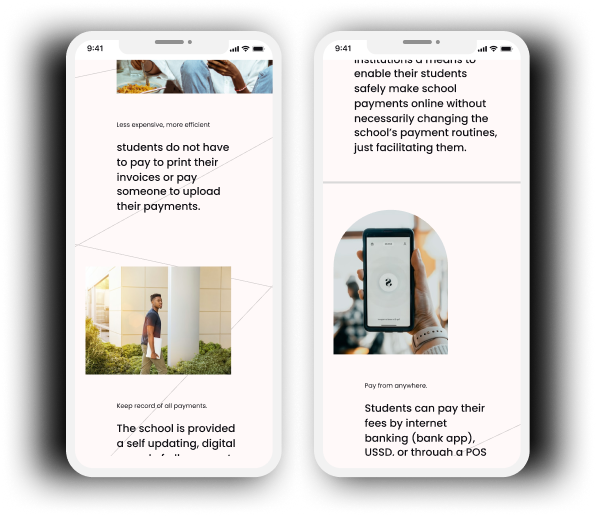 9:41
Less expensive, more efficient
students do not have
to pay to print their
invoices or pay
someone to upload
their payments.
Keep record of all payments.
The school is provided
a self updating, digital
9:41
institutions a means to
enable their students
safely make school
payments online without
necessarily changing the
school's payment routines,
just facilitating them.
Pay from anywhere.
Students can pay their
fees by internet
banking (bank app),
USSD, or through a POS